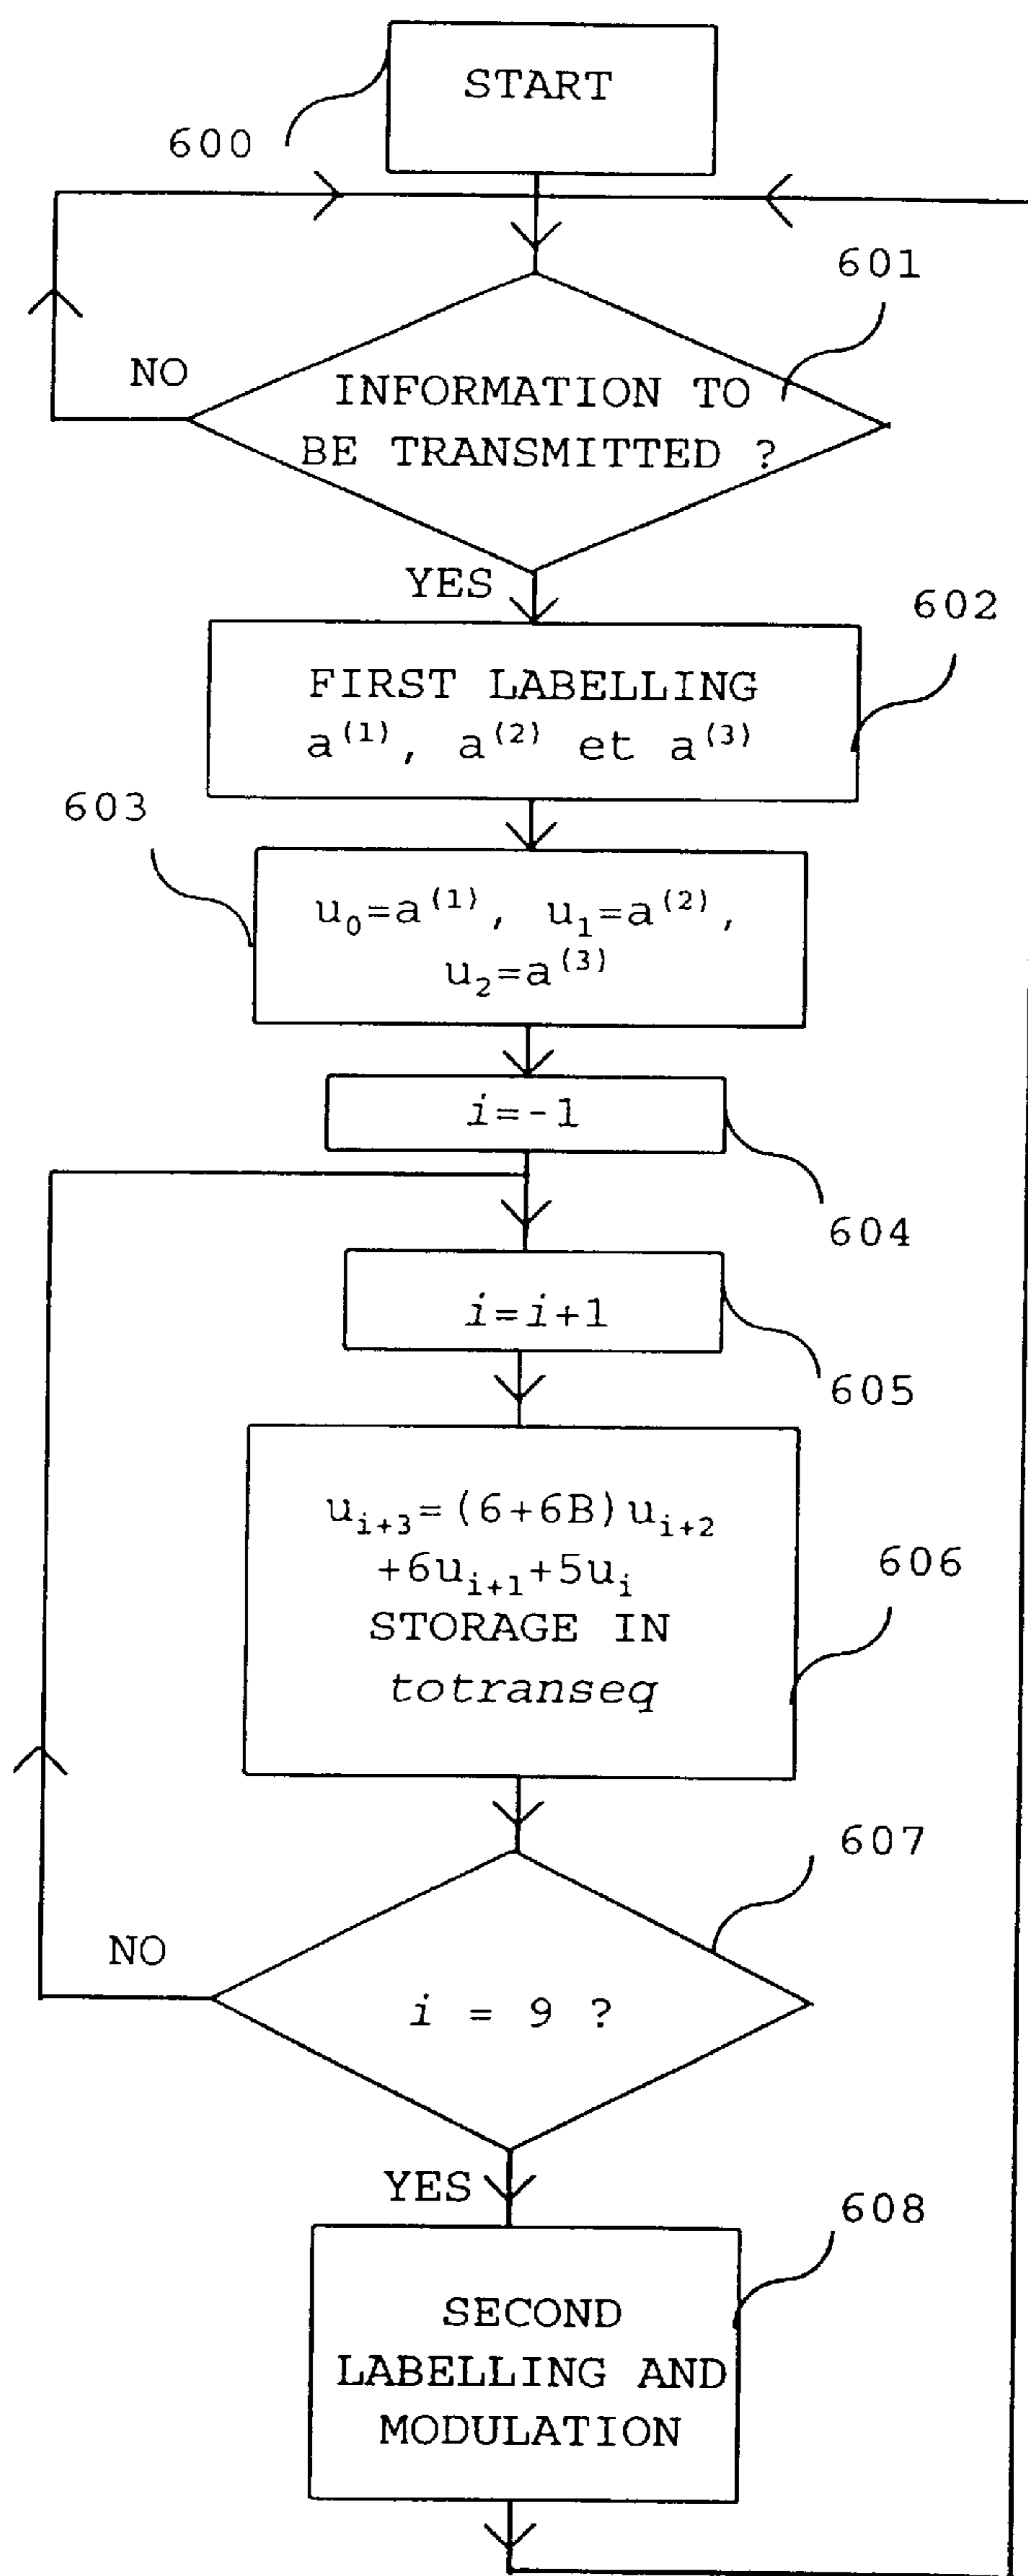 START
600
601
NO
INFORMATION TO
BE TRANSMITTED ?
YES
602
FIRST LABELLING
a⁽¹⁾, a⁽²⁾ et a⁽³⁾
603
u₀=a⁽¹⁾, u₁=a⁽²⁾,
u₂=a⁽³⁾
i=-1
604
i=i+1
605
uᵢ₊₃=(6+6B)uᵢ₊₂
+6uᵢ₊₁+5uᵢ
STORAGE IN
totranseq
606
607
NO
i = 9 ?
YES
608
SECOND
LABELLING AND
MODULATION